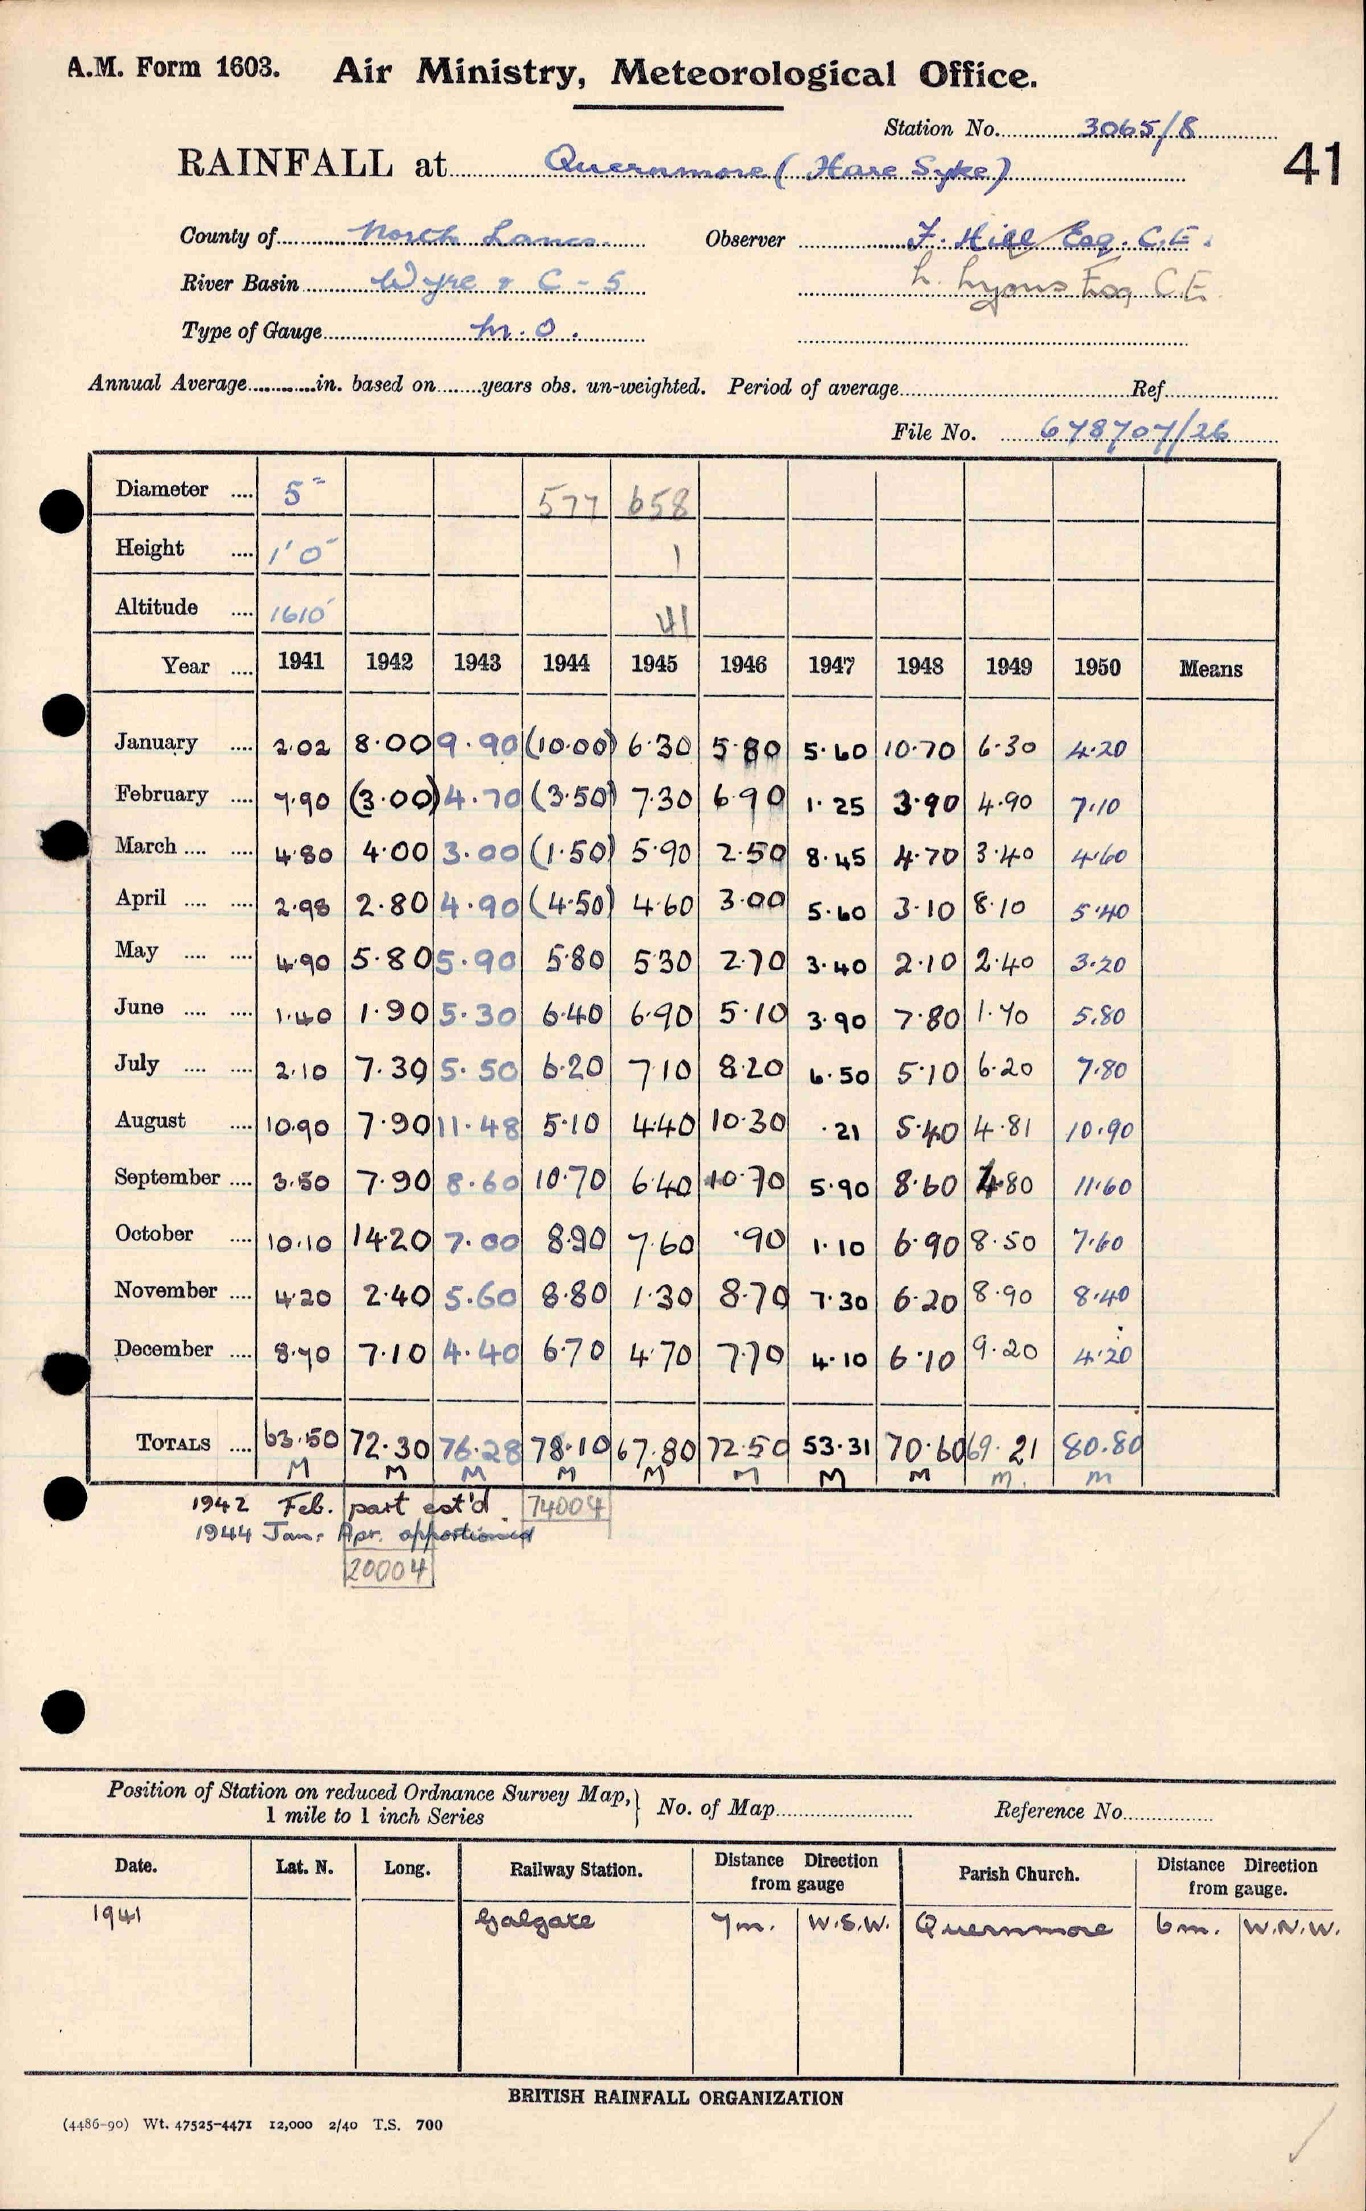 A.M. Form 1603. Air Ministry, Meteorological Office.
Station No. 3065/8
RAINFALL at Quernmore (Hare Syke) 41
County of North Lancs. Observer F. Hill Esq. C.E.
River Basin Wyre & C - 5 L. Lyons Esq C.E.
Type of Gauge M.O.
Annual Average in. based on years obs. un-weighted. Period of average Ref
File No. 678707/26
Diameter 5" 577 658
Height 1'0" 1
Altitude 1610' 41
Year 1941 1942 1943 1944 1945 1946 1947 1948 1949 1950 Means
January 2.02 8.00 9.90 (10.00) 6.30 5.80 5.60 10.70 6.30 4.20
February 7.90 (3.00) 4.70 (3.50) 7.30 6.90 1.25 3.90 4.90 7.10
March 4.80 4.00 3.00 (1.50) 5.90 2.50 8.45 4.70 3.40 4.60
April 2.98 2.80 4.90 (4.50) 4.60 3.00 5.60 3.10 8.10 5.40
May 4.90 5.80 5.90 5.80 5.30 2.70 3.40 2.10 2.40 3.20
June 1.40 1.90 5.30 6.40 6.90 5.10 3.90 7.80 1.70 5.80
July 2.10 7.30 5.50 6.20 7.10 8.20 6.50 5.10 6.20 7.80
August 10.90 7.90 11.48 5.10 4.40 10.30 .21 5.40 4.81 10.90
September 3.50 7.90 8.60 10.70 6.40 10.70 5.90 8.60 4.80 11.60
October 10.10 14.20 7.00 8.90 7.60 .90 1.10 6.90 8.50 7.60
November 4.20 2.40 5.60 8.80 1.30 8.70 7.30 6.20 8.90 8.40
December 8.70 7.10 4.40 6.70 4.70 7.70 4.10 6.10 9.20 4.20
TOTALS 63.50 72.30 76.28 78.10 67.80 72.50 53.31 70.60 69.21 80.80
M M M M M M M M m. m
1942 Feb. part est'd 74004
1944 Jan- Apr. apportioned
20004
Position of Station on reduced Ordnance Survey Map, 1 mile to 1 inch Series No. of Map Reference No.
Date. Lat. N. Long. Railway Station. Distance Direction from gauge Parish Church. Distance Direction from gauge.
1941 Galgate 7m. W.S.W. Quernmore 6m. W.N.W.
BRITISH RAINFALL ORGANIZATION
(4486-90) Wt. 47525-4471 12,000 2/40 T.S. 700